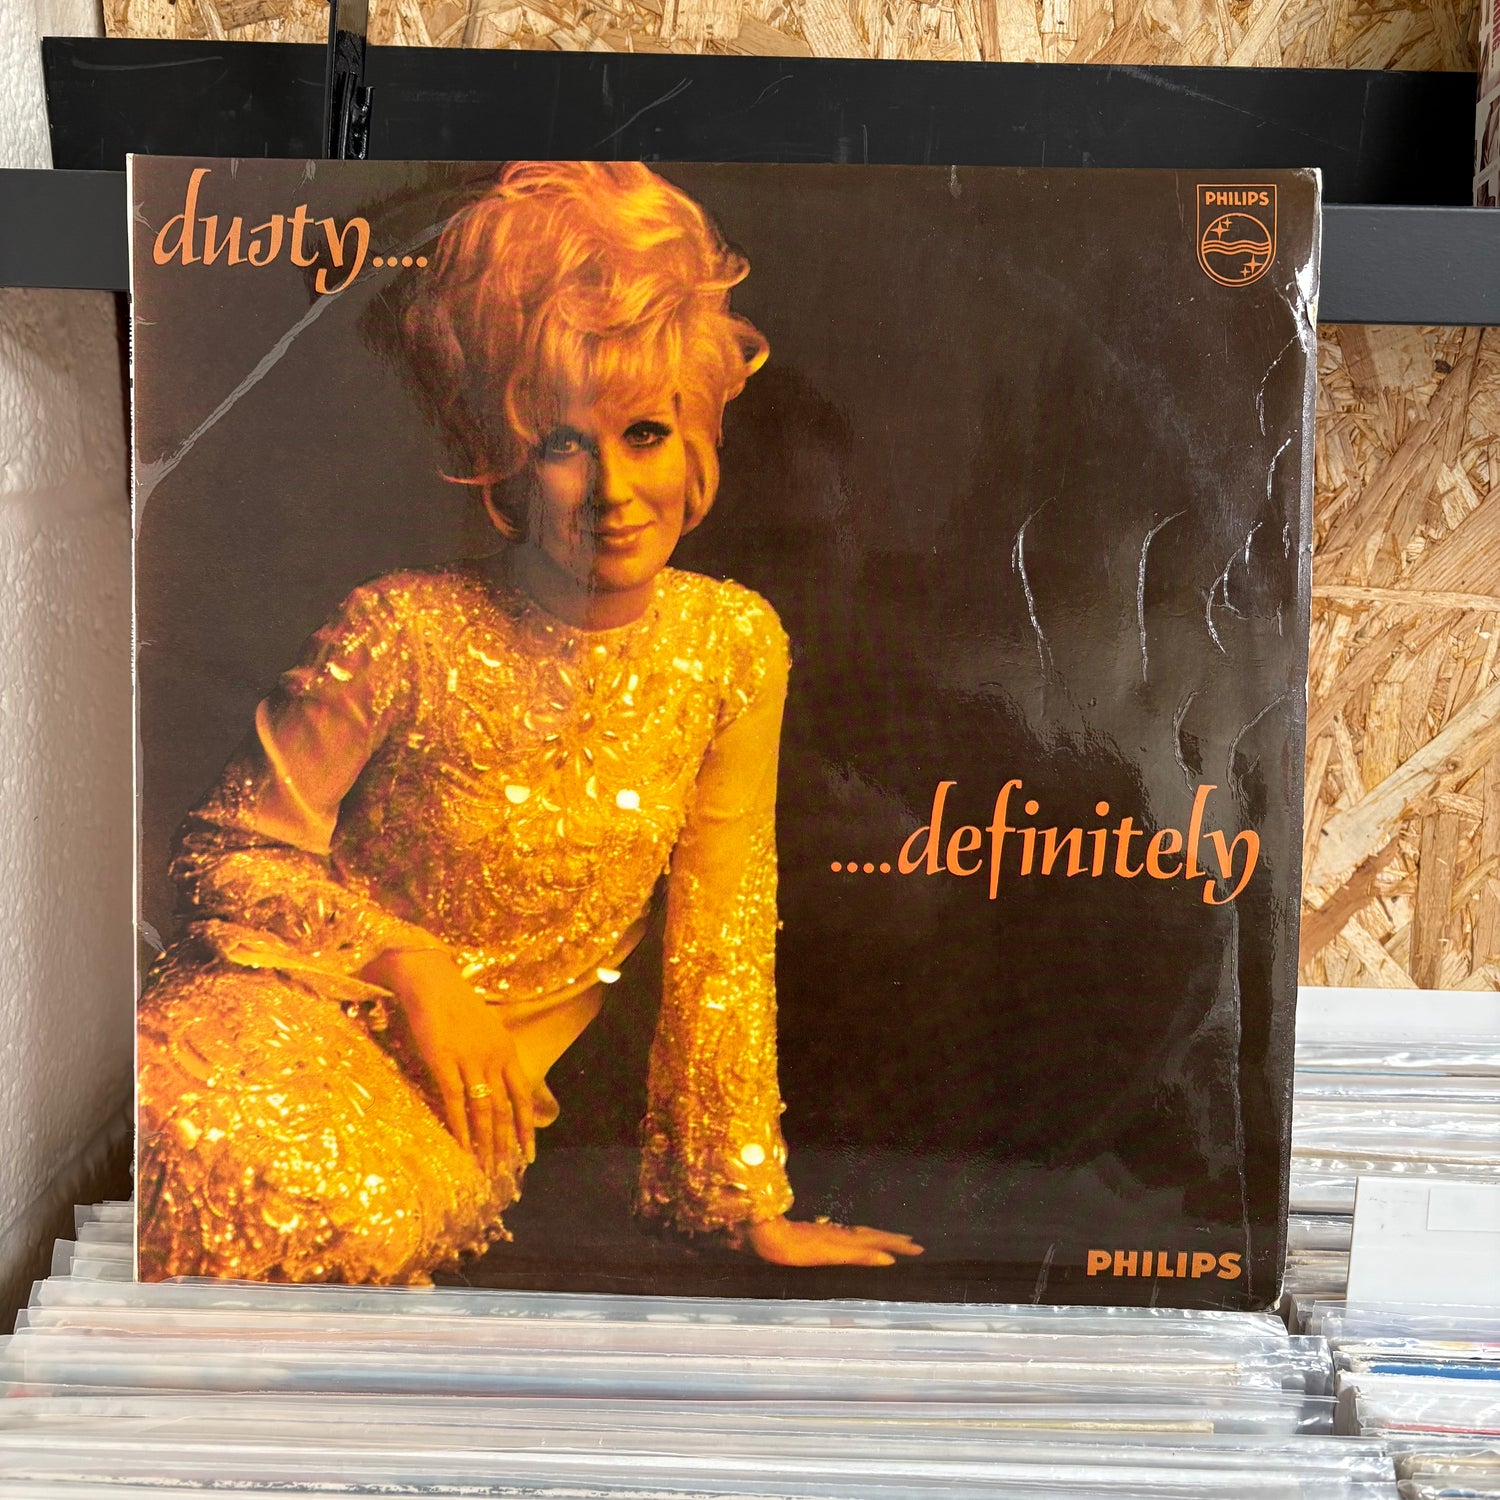 dusty....
PHILIPS
....definitely
PHILIPS